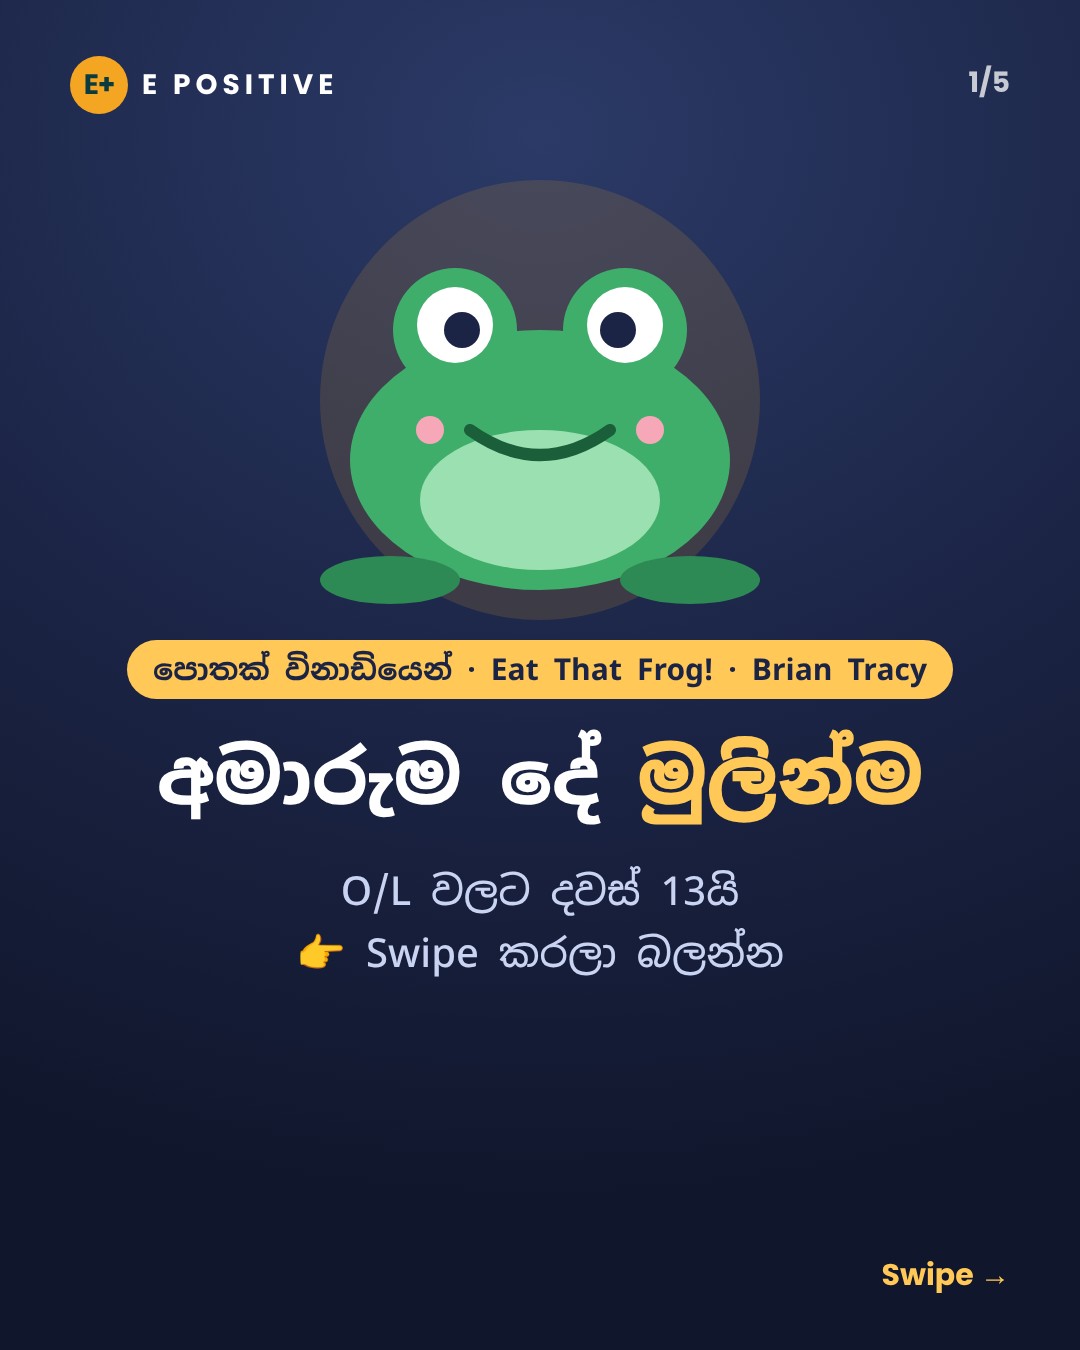 E+ E POSITIVE
1/5
පොතක් විනාඩියෙන් · Eat That Frog! · Brian Tracy
අමාරුම දේ මුලින්ම
O/L වලට දවස් 13යි
👉 Swipe කරලා බලන්න
Swipe →